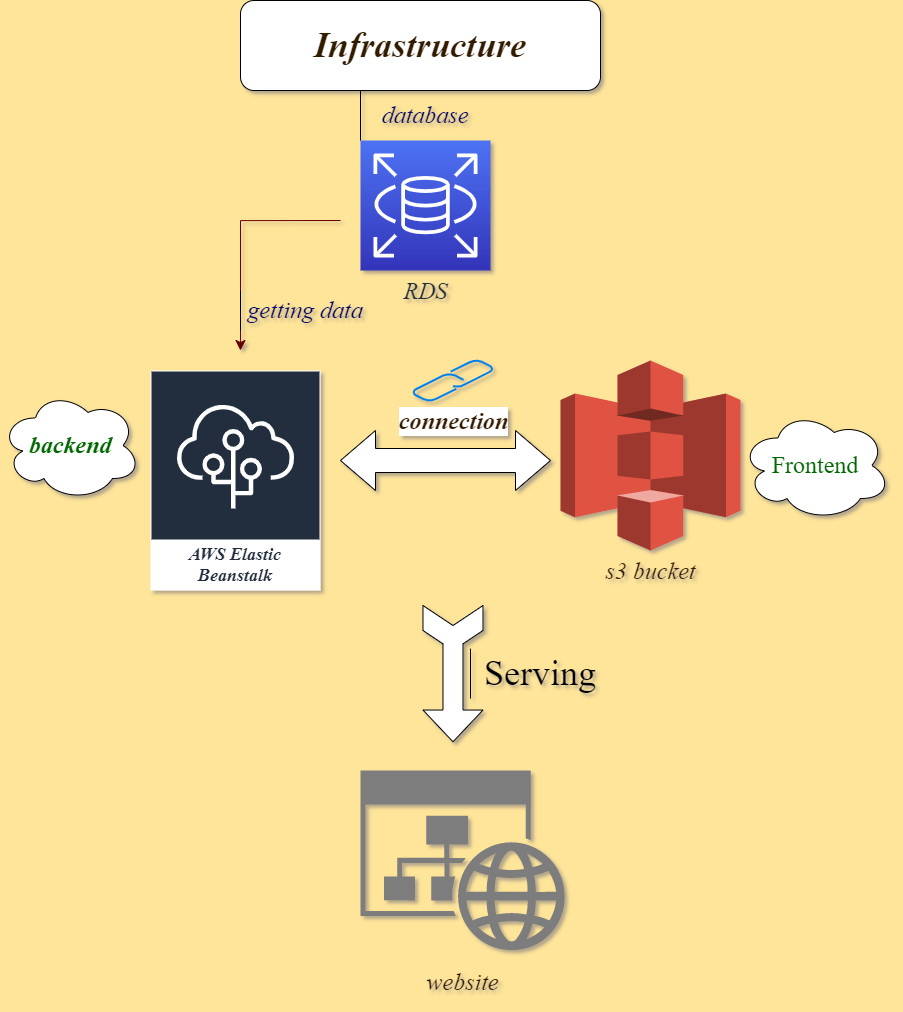 Infrastructure
database
RDS
getting data
connection
backend
Frontend
AWS Elastic
Beanstalk
s3 bucket
Serving
website